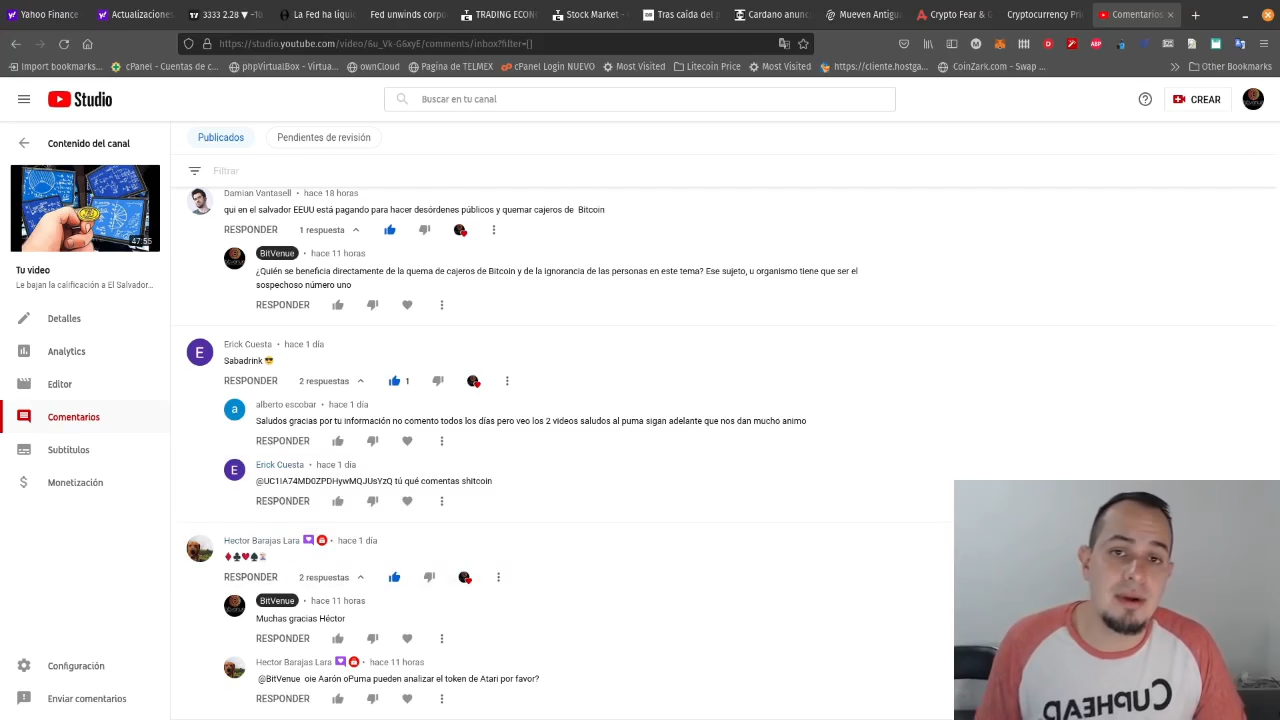 Yahoo Finance
Actualizaciones
3333 2.28 ▼ -1
La Fed ha liqui
Fed unwinds corpo
TRADING ECON
Stock Market -
Tras caída del p
Cardano anun
Mueven Antigua
Crypto Fear & G
Cryptocurrency Pri
Comentarios
https://studio.youtube.com/video/6u_Vk-G6xyE/comments/inbox?filter=[]
Import bookmarks...
cPanel - Cuentas de c...
phpVirtualBox - Virtua...
ownCloud
Pagina de TELMEX
cPanel Login NUEVO
Most Visited
Litecoin Price
Most Visited
https://cliente.hostga...
CoinZark.com - Swap ...
Other Bookmarks
Studio
Buscar en tu canal
CREAR
Contenido del canal
47:55
Tu video
Le bajan la calificación a El Salvador...
Detalles
Analytics
Editor
Comentarios
Subtítulos
Monetización
Configuración
Enviar comentarios
Publicados
Pendientes de revisión
Filtrar
Damian Vantasell • hace 18 horas
qui en el salvador EEUU está pagando para hacer desórdenes públicos y quemar cajeros de Bitcoin
RESPONDER 1 respuesta
BitVenue • hace 11 horas
¿Quién se beneficia directamente de la quema de cajeros de Bitcoin y de la ignorancia de las personas en este tema? Ese sujeto, u organismo tiene que ser el
sospechoso número uno
RESPONDER
E
Erick Cuesta • hace 1 día
Sabadrink 😎
RESPONDER 2 respuestas 1
a
alberto escobar • hace 1 día
Saludos gracias por tu información no comento todos los días pero veo los 2 videos saludos al puma sigan adelante que nos dan mucho animo
RESPONDER
E
Erick Cuesta • hace 1 día
@UC1IA74MD0ZPDHywMQJUsYzQ tú qué comentas shitcoin
RESPONDER
Hector Barajas Lara • hace 1 día
♦♣♥♠🃏
RESPONDER 2 respuestas
BitVenue • hace 11 horas
Muchas gracias Héctor
RESPONDER
Hector Barajas Lara • hace 11 horas
@BitVenue oie Aarón oPuma pueden analizar el token de Atari por favor?
RESPONDER
CUPHEAD